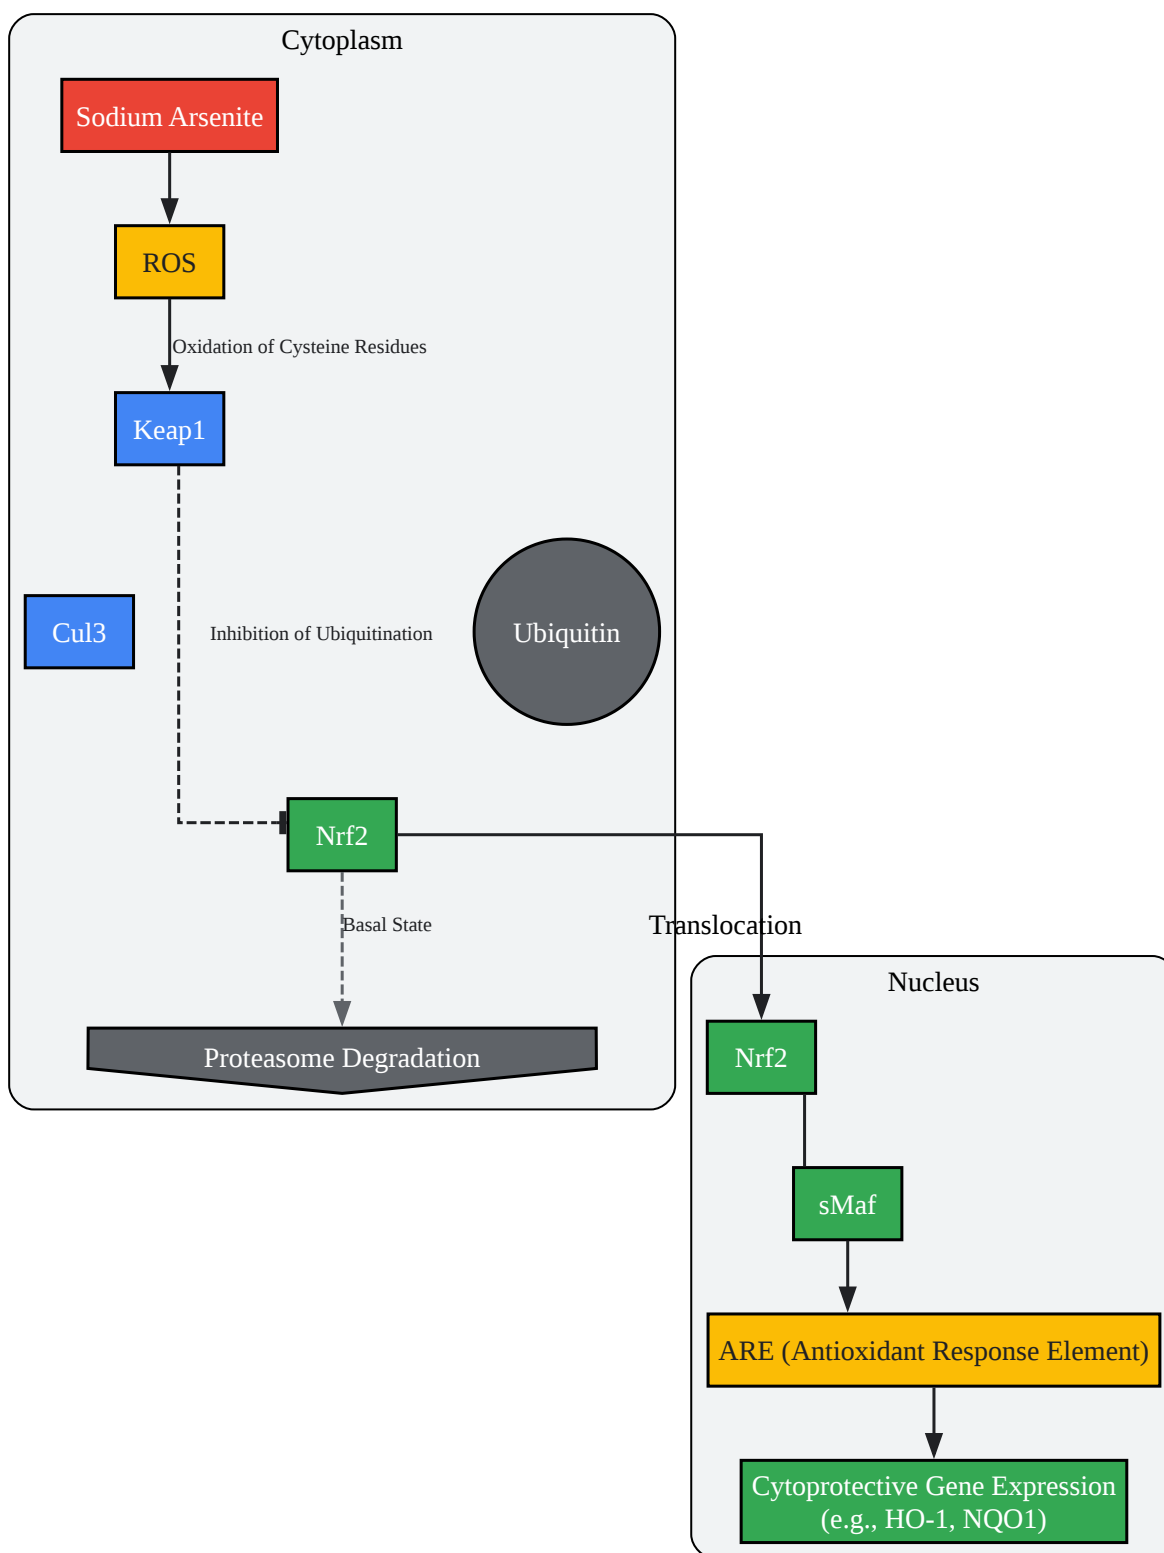 Cytoplasm
Sodium Arsenite
ROS
Oxidation of Cysteine Residues
Keap1
Cul3
Inhibition of Ubiquitination
Ubiquitin
Nrf2
Basal State
Translocation
Proteasome Degradation
Nucleus
Nrf2
sMaf
ARE (Antioxidant Response Element)
Cytoprotective Gene Expression
(e.g., HO-1, NQO1)